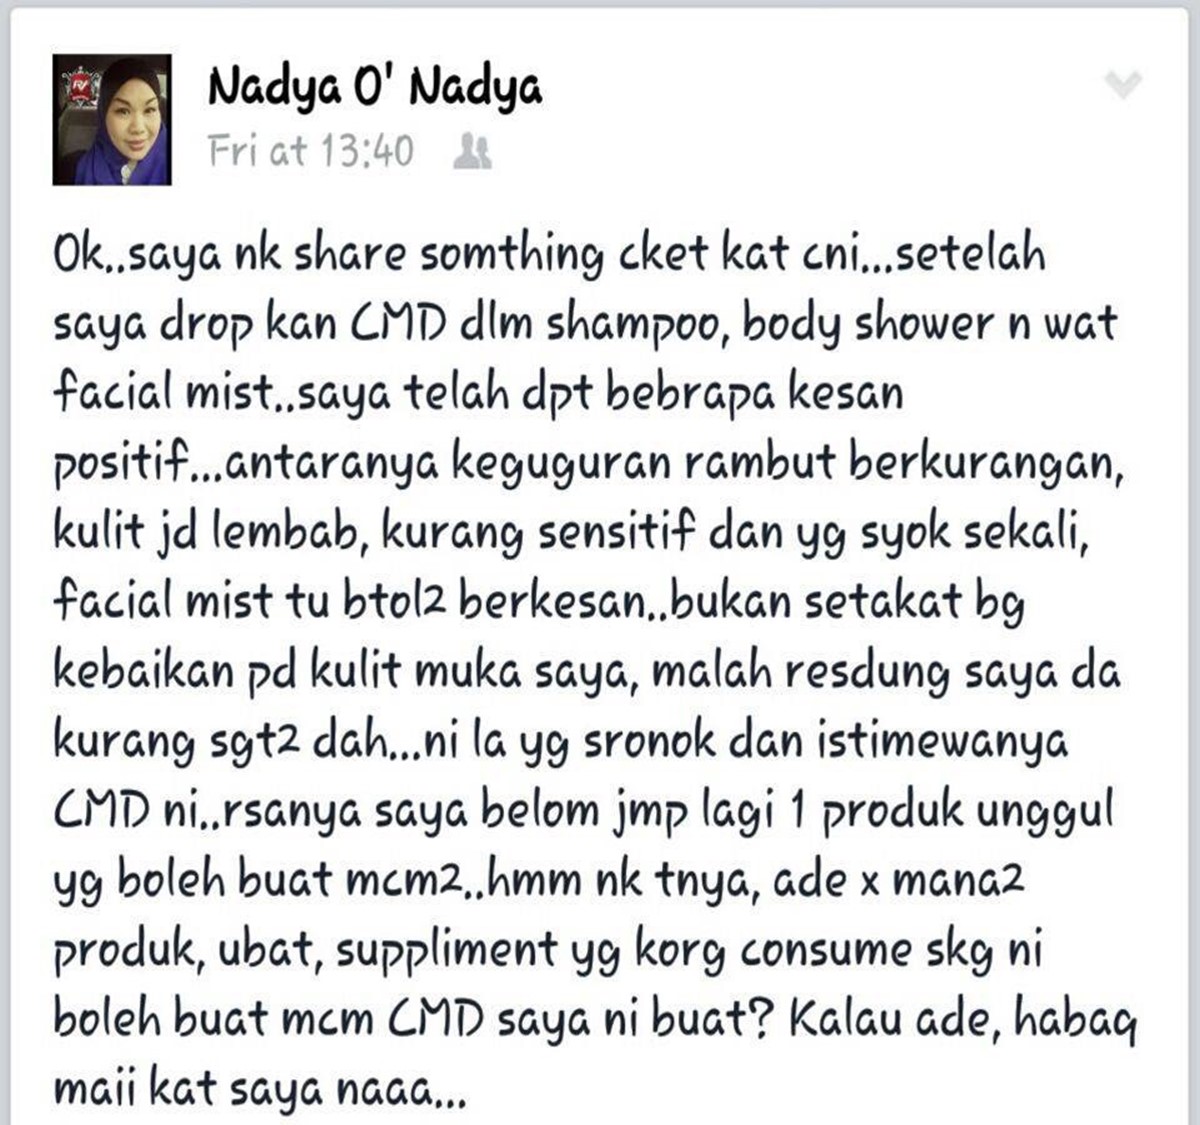 Nadya O' Nadya
Fri at 13:40
Ok..saya nk share somthing cket kat cni...setelah
saya drop kan CMD dlm shampoo, body shower n wat
facial mist..saya telah dpt bebrapa kesan
positif...antaranya keguguran rambut berkurangan,
kulit jd lembab, kurang sensitif dan yg syok sekali,
facial mist tu btol2 berkesan..bukan setakat bg
kebaikan pd kulit muka saya, malah resdung saya da
kurang sgt2 dah...ni la yg sronok dan istimewanya
CMD ni..rsanya saya belom jmp lagi 1 produk unggul
yg boleh buat mcm2..hmm nk tnya, ade x mana2
produk, ubat, suppliment yg korg consume skg ni
boleh buat mcm CMD saya ni buat? Kalau ade, habaq
maii kat saya naaa...